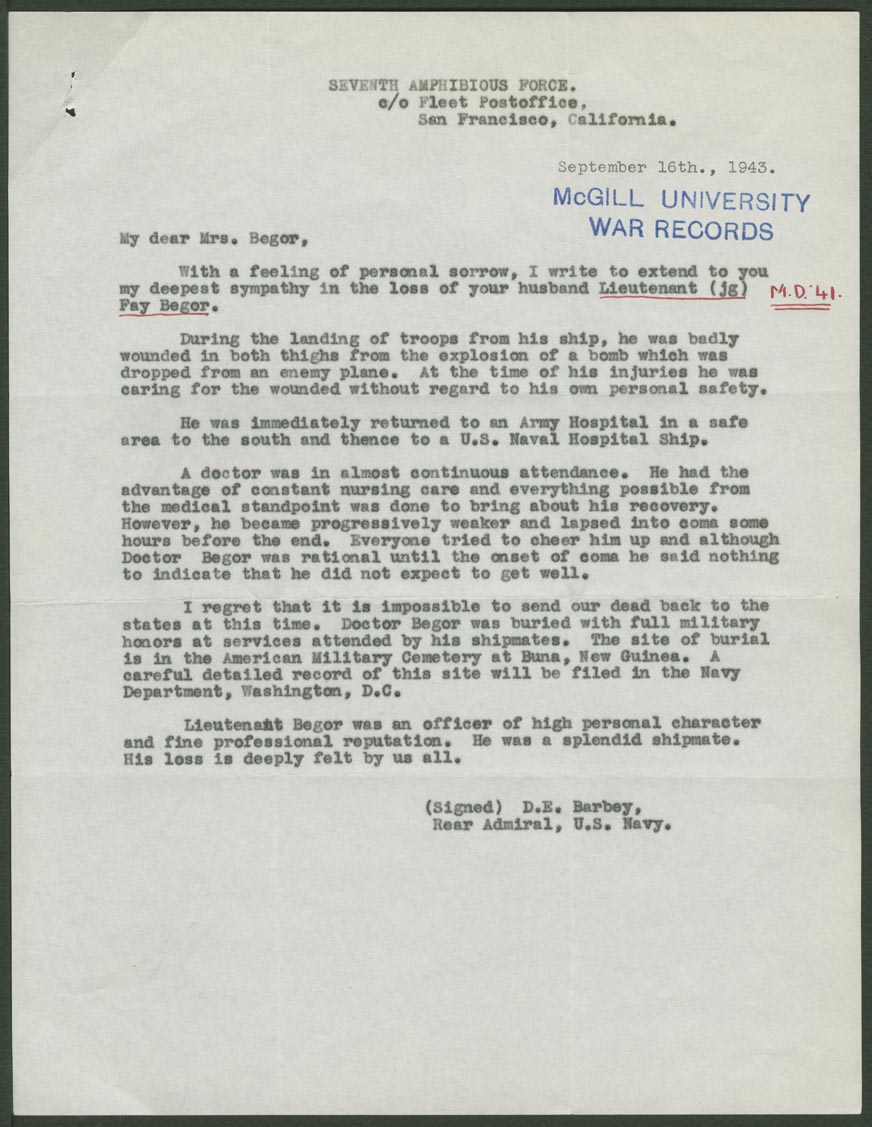 SEVENTH AMPHIBIOUS FORCE.
c/o Fleet Postoffice,
San Francisco, California.
September 16th., 1943.
McGILL UNIVERSITY
WAR RECORDS
My dear Mrs. Begor,
With a feeling of personal sorrow, I write to extend to you
my deepest sympathy in the loss of your husband Lieutenant (jg) M.D. '41.
Fay Begor.
During the landing of troops from his ship, he was badly
wounded in both thighs from the explosion of a bomb which was
dropped from an enemy plane. At the time of his injuries he was
caring for the wounded without regard to his own personal safety.
He was immediately returned to an Army Hospital in a safe
area to the south and thence to a U.S. Naval Hospital Ship.
A doctor was in almost continuous attendance. He had the
advantage of constant nursing care and everything possible from
the medical standpoint was done to bring about his recovery.
However, he became progressively weaker and lapsed into coma some
hours before the end. Everyone tried to cheer him up and although
Doctor Begor was rational until the onset of coma he said nothing
to indicate that he did not expect to get well.
I regret that it is impossible to send our dead back to the
states at this time. Doctor Begor was buried with full military
honors at services attended by his shipmates. The site of burial
is in the American Military Cemetery at Buna, New Guinea. A
careful detailed record of this site will be filed in the Navy
Department, Washington, D.C.
Lieutenant Begor was an officer of high personal character
and fine professional reputation. He was a splendid shipmate.
His loss is deeply felt by us all.
(Signed) D.E. Barbey,
Rear Admiral, U.S. Navy.